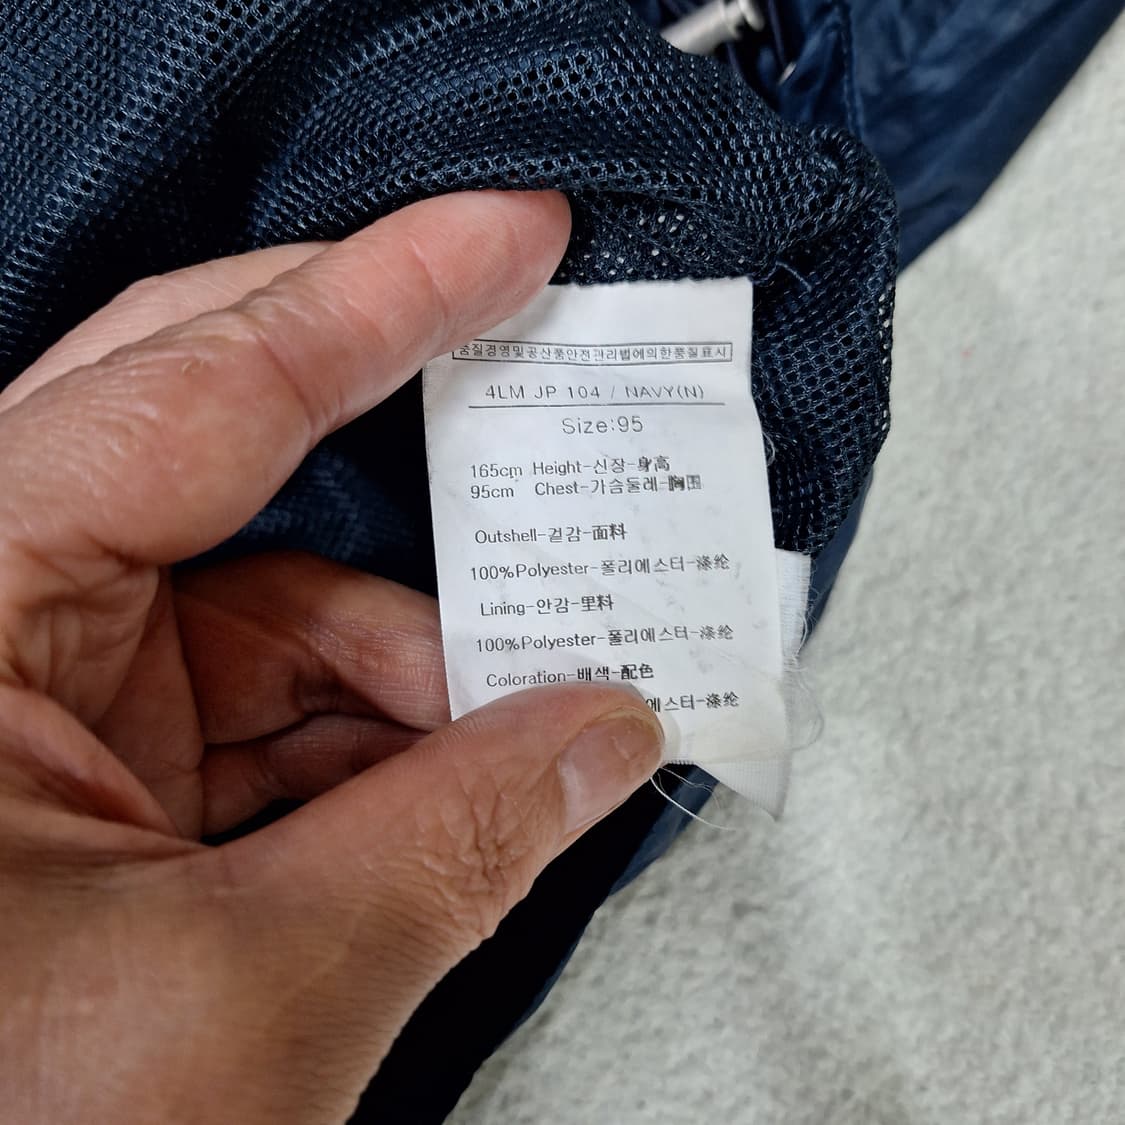 품질경영및공산품안전관리법에의한품질표시
4LM JP 104 / NAVY(N)
Size:95
165cm Height-신장-身高
95cm Chest-가슴둘레-胸围
Outshell-겉감-面料
100%Polyester-폴리에스터-涤纶
Lining-안감-里料
100%Polyester-폴리에스터-涤纶
Coloration-배색-配色
에스터-涤纶